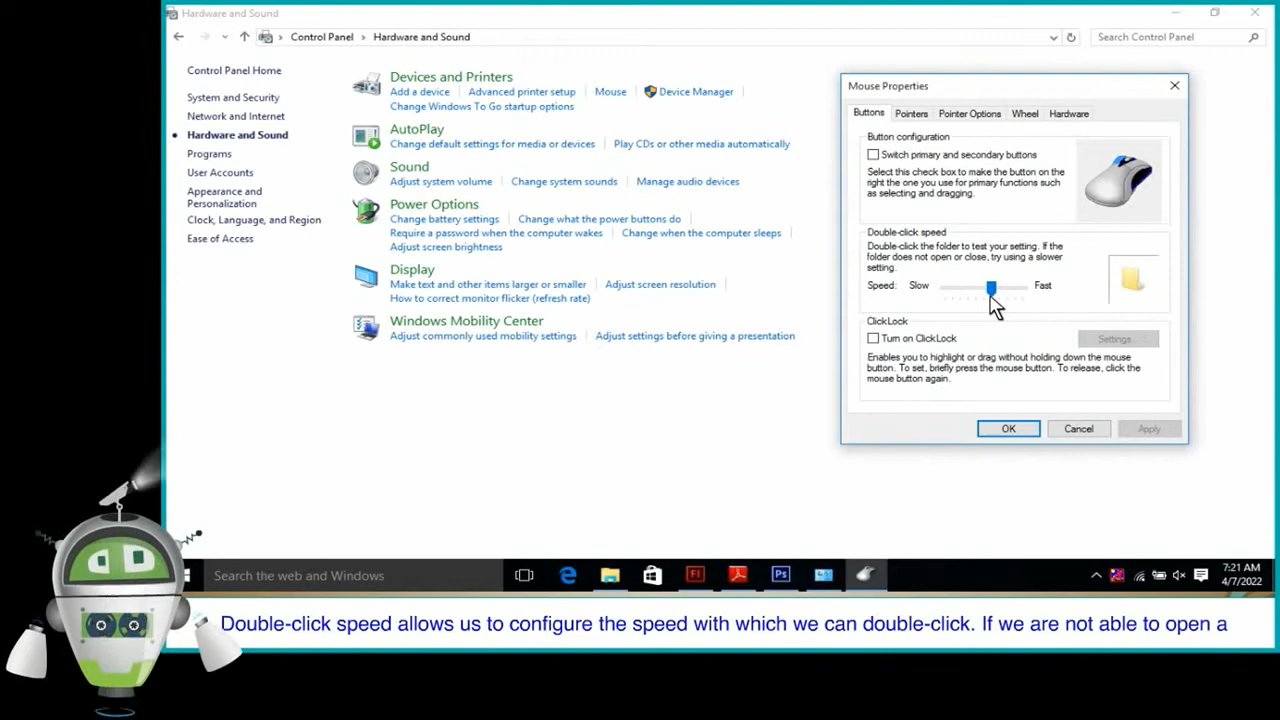 Hardware and Sound
Control Panel
Hardware and Sound
Search Control Panel
Control Panel Home
System and Security
Network and Internet
Hardware and Sound
Programs
User Accounts
Appearance and
Personalization
Clock, Language, and Region
Ease of Access
Devices and Printers
Add a device
Advanced printer setup
Mouse
Device Manager
Change Windows To Go startup options
AutoPlay
Change default settings for media or devices
Play CDs or other media automatically
Sound
Adjust system volume
Change system sounds
Manage audio devices
Power Options
Change battery settings
Change what the power buttons do
Require a password when the computer wakes
Change when the computer sleeps
Adjust screen brightness
Display
Make text and other items larger or smaller
Adjust screen resolution
How to correct monitor flicker (refresh rate)
Windows Mobility Center
Adjust commonly used mobility settings
Adjust settings before giving a presentation
Mouse Properties
Buttons
Pointers
Pointer Options
Wheel
Hardware
Button configuration
Switch primary and secondary buttons
Select this check box to make the button on
the right the one you use for primary functions such
as selecting and dragging.
Double-click speed
Double-click the folder to test your setting. If the
folder does not open or close, try using a slower
setting.
Speed: Slow Fast
ClickLock
Turn on ClickLock
Settings...
Enables you to highlight or drag without holding down the mouse
button. To set, briefly press the mouse button. To release, click the
mouse button again.
OK
Cancel
Apply
Search the web and Windows
Fl
Ps
7:21 AM
4/7/2022
Double-click speed allows us to configure the speed with which we can double-click. If we are not able to open a